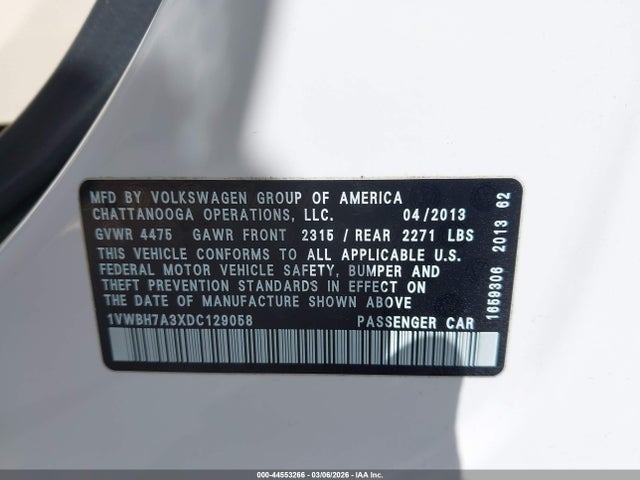 MFD BY VOLKSWAGEN GROUP OF AMERICA
CHATTANOOGA OPERATIONS, LLC. 04/2013
GVWR 4475 GAWR FRONT 2315 / REAR 2271 LBS
THIS VEHICLE CONFORMS TO ALL APPLICABLE U.S.
FEDERAL MOTOR VEHICLE SAFETY, BUMPER AND
THEFT PREVENTION STANDARDS IN EFFECT ON
THE DATE OF MANUFACTURE SHOWN ABOVE
1VWBH7A3XDC129058 PASSENGER CAR
1659306 2013 62
000-44553266 - 03/06/2026 - IAA Inc.